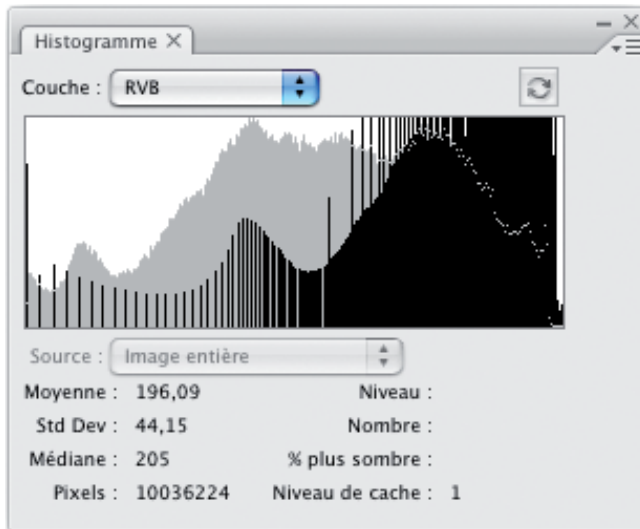 Histogramme
Couche : RVB
Source : Image entière
Moyenne : 196,09 Niveau :
Std Dev : 44,15 Nombre :
Médiane : 205 % plus sombre :
Pixels : 10036224 Niveau de cache : 1